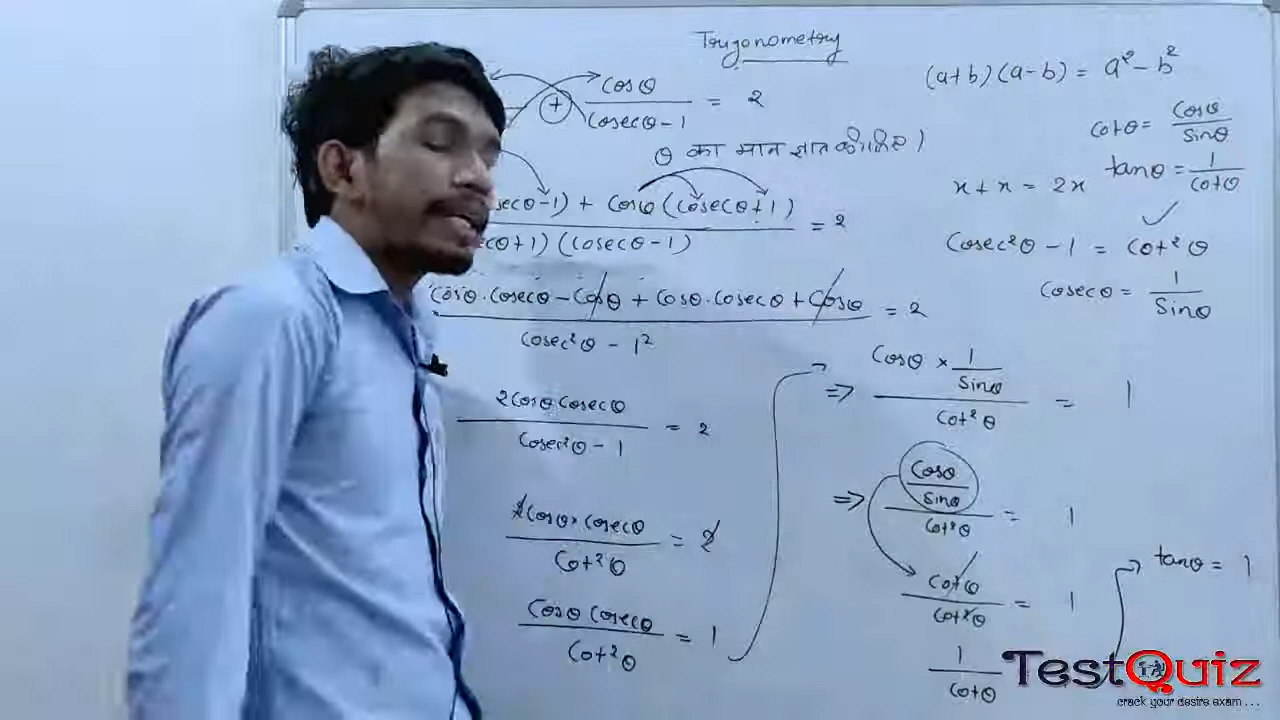 Trigonometry
cosθ
+ ———— = 2
cosecθ-1
θ का मान ज्ञात कीजिए।
secθ-1) + cosθ (cosecθ+1)
———— = 2
cθ+1) (cosecθ-1)
cosθ.cosecθ - cosθ + cosθ.cosecθ + cosθ
———— = 2
cosec²θ - 1²
2cosθ cosecθ
———— = 2
cosec²θ - 1
2cosθ×cosecθ
———— = 2
cot²θ
cosθ cosecθ
———— = 1
cot²θ
(a+b) (a-b) = a² - b²
cotθ = cosθ/sinθ
tanθ = 1/cotθ
x + x = 2x
cosec²θ - 1 = cot²θ
cosecθ = 1/sinθ
⇒ cosθ × 1/sinθ
———— = 1
cot²θ
⇒ cosθ/sinθ
———— = 1
cot²θ
cotθ
———— = 1
cot²θ
1
————
cotθ
tanθ = 1
TestQuiz
crack your desire exam ...